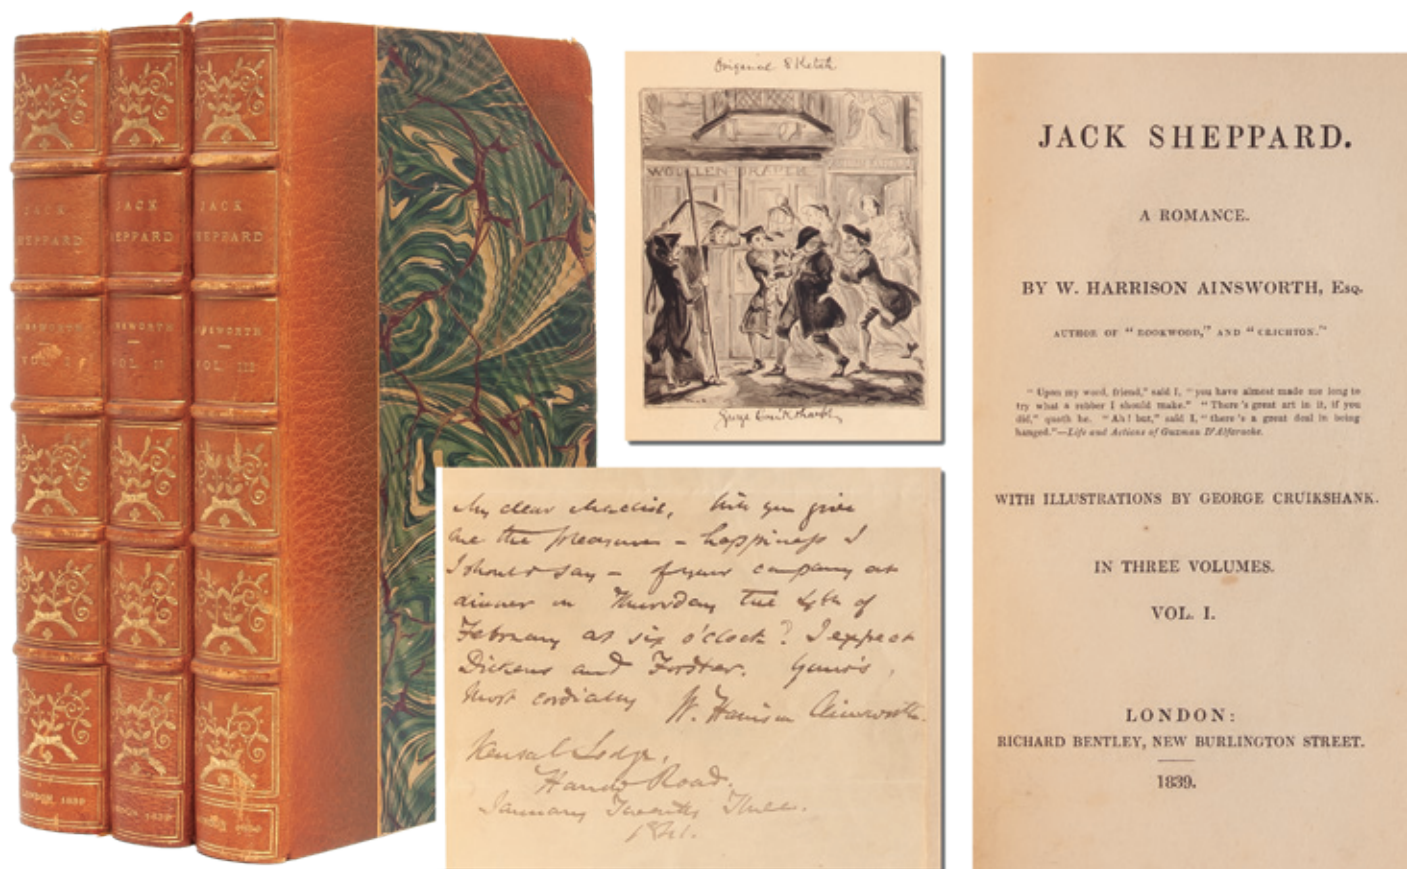 JACK
SHEPPARD
VOL
LONDON 1839
JACK
SHEPPARD
AINSWORTH
VOL II
LONDON 1839
JACK
SHEPPARD
AINSWORTH
VOL III
LONDON 1839
Original Sketch
WOOLLEN DRAPER
George Cruikshank
My dear Maclise, Will you give
me the pleasure – happiness I
should say – of your company at
dinner on Thursday the 4th of
February at six o'clock? I expect
Dickens and Forster. Yours
most cordially W. Harrison Ainsworth.
Kensal Lodge,
Harrow Road.
January Twenty Three.
1841.
JACK SHEPPARD.
A ROMANCE.
BY W. HARRISON AINSWORTH, Esq.
AUTHOR OF "ROOKWOOD," AND "CRICHTON."
"Upon my word, friend," said I, "you have almost made me long to
try what a robber I should make." "There's great art in it, if you
did," quoth he. "Ah! but," said I, "there's a great deal in being
hanged."—Life and Actions of Guzman D'Alfarache.
WITH ILLUSTRATIONS BY GEORGE CRUIKSHANK.
IN THREE VOLUMES.
VOL. I.
LONDON:
RICHARD BENTLEY, NEW BURLINGTON STREET.
1839.